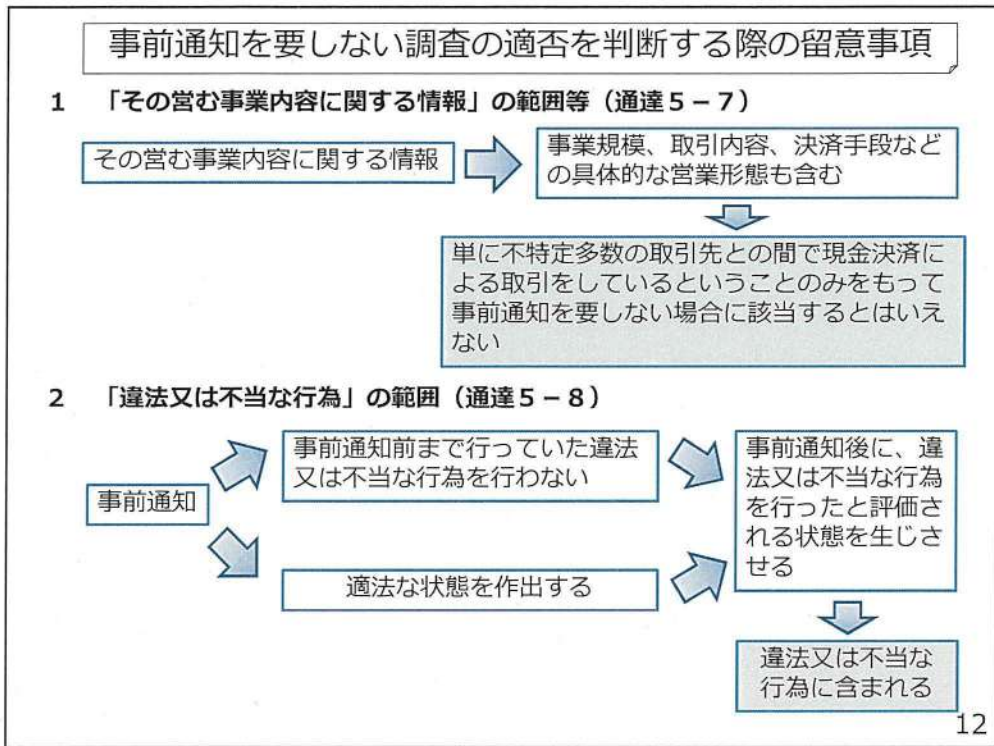 事前通知を要しない調査の適否を判断する際の留意事項
1 「その営む事業内容に関する情報」の範囲等（通達５－７）
その営む事業内容に関する情報
事業規模、取引内容、決済手段など
の具体的な営業形態も含む
単に不特定多数の取引先との間で現金決済に
よる取引をしているということのみをもって
事前通知を要しない場合に該当するとはいえ
ない
2 「違法又は不当な行為」の範囲（通達５－８）
事前通知
事前通知前まで行っていた違法
又は不当な行為を行わない
適法な状態を作出する
事前通知後に、違
法又は不当な行為
を行ったと評価さ
れる状態を生じさ
せる
違法又は不当な
行為に含まれる
12